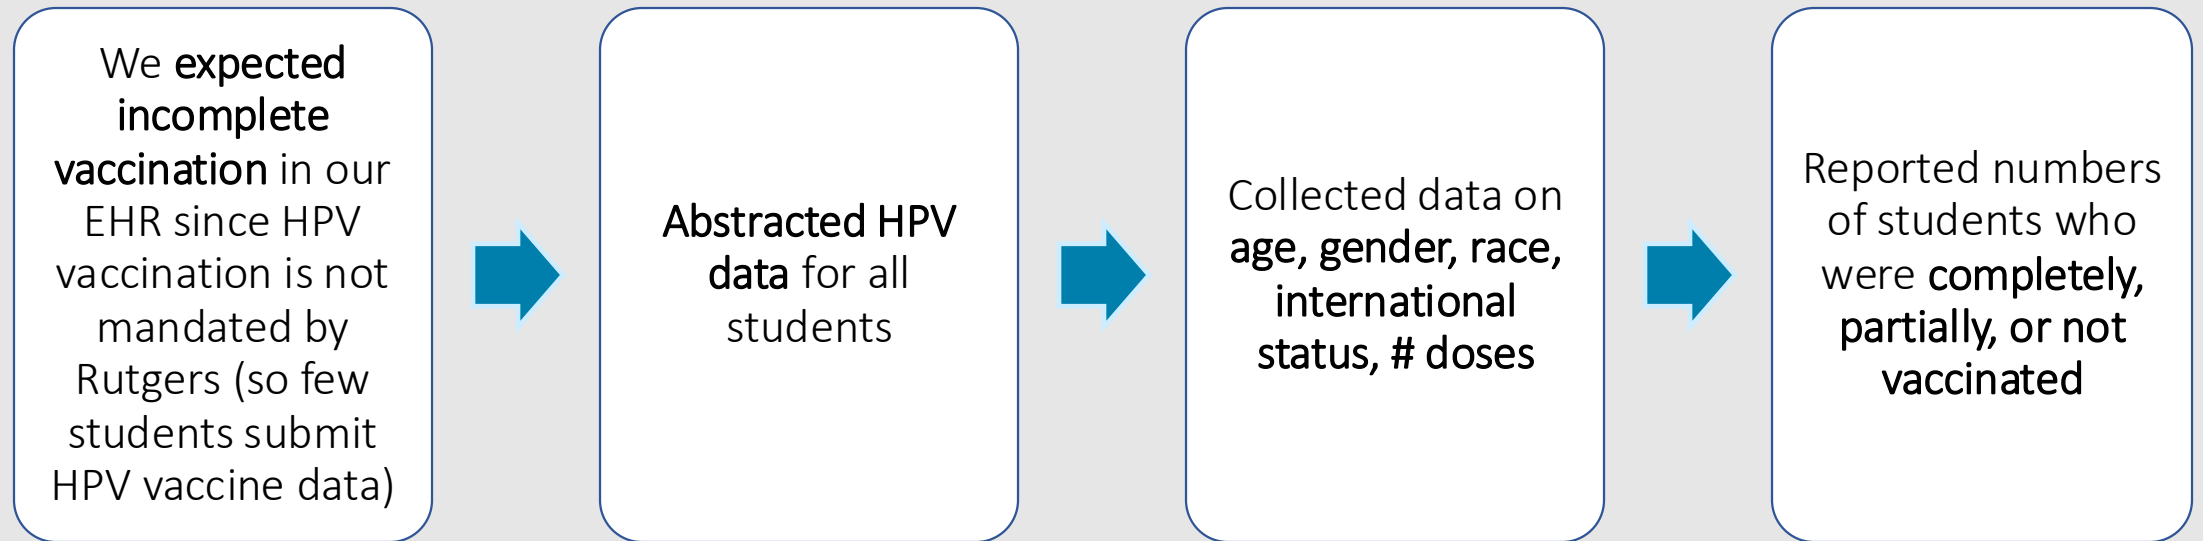 We expected
incomplete
vaccination in our
EHR since HPV
vaccination is not
mandated by
Rutgers (so few
students submit
HPV vaccine data)
Abstracted HPV
data for all
students
Collected data on
age, gender, race,
international
status, # doses
Reported numbers
of students who
were completely,
partially, or not
vaccinated